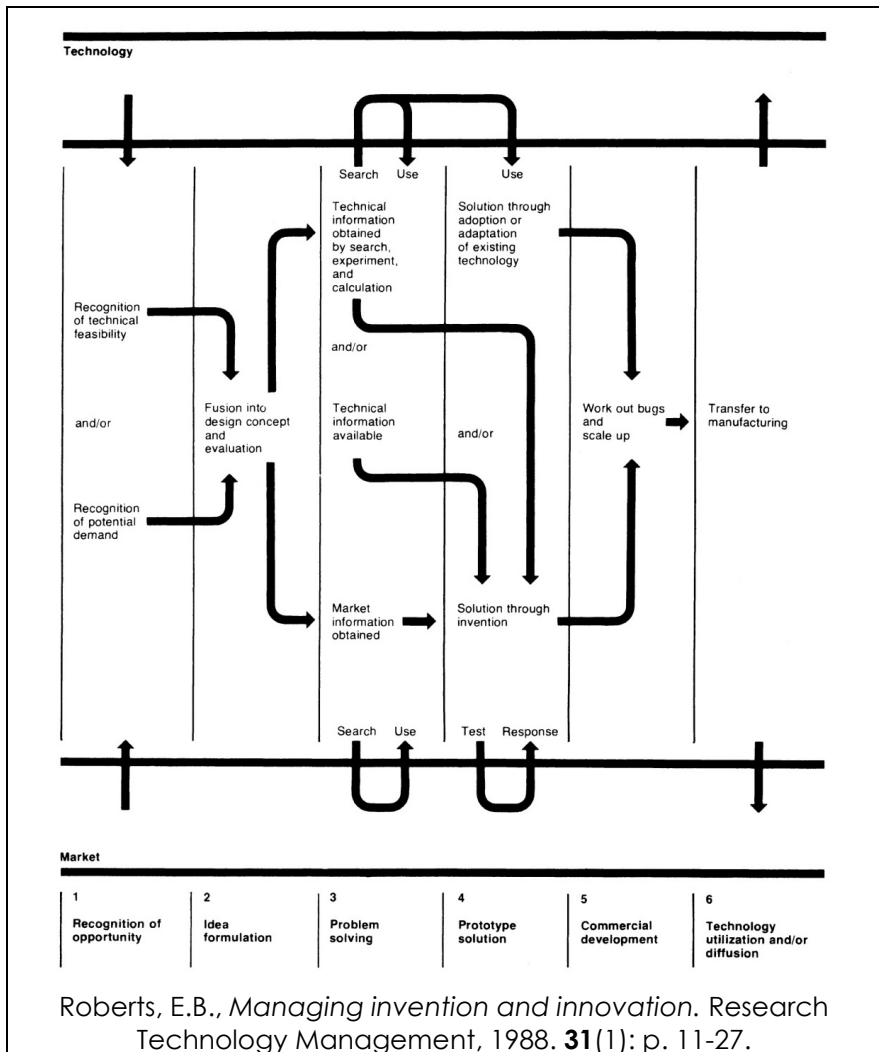 Technology
Search
Use
Use
Technical
information
obtained
by search,
experiment,
and
calculation
Solution through
adoption or
adaptation
of existing
technology
Recognition
of technical
feasibility
and/or
and/or
Recognition
of potential
demand
Fusion into
design concept
and
evaluation
Technical
information
available
and/or
Work out bugs
and
scale up
Transfer to
manufacturing
Market
information
obtained
Solution through
invention
Search
Use
Test
Response
Market
1
Recognition of
opportunity
2
Idea
formulation
3
Problem
solving
4
Prototype
solution
5
Commercial
development
6
Technology
utilization and/or
diffusion
Roberts, E.B., Managing invention and innovation. Research
Technology Management, 1988. 31(1): p. 11-27.